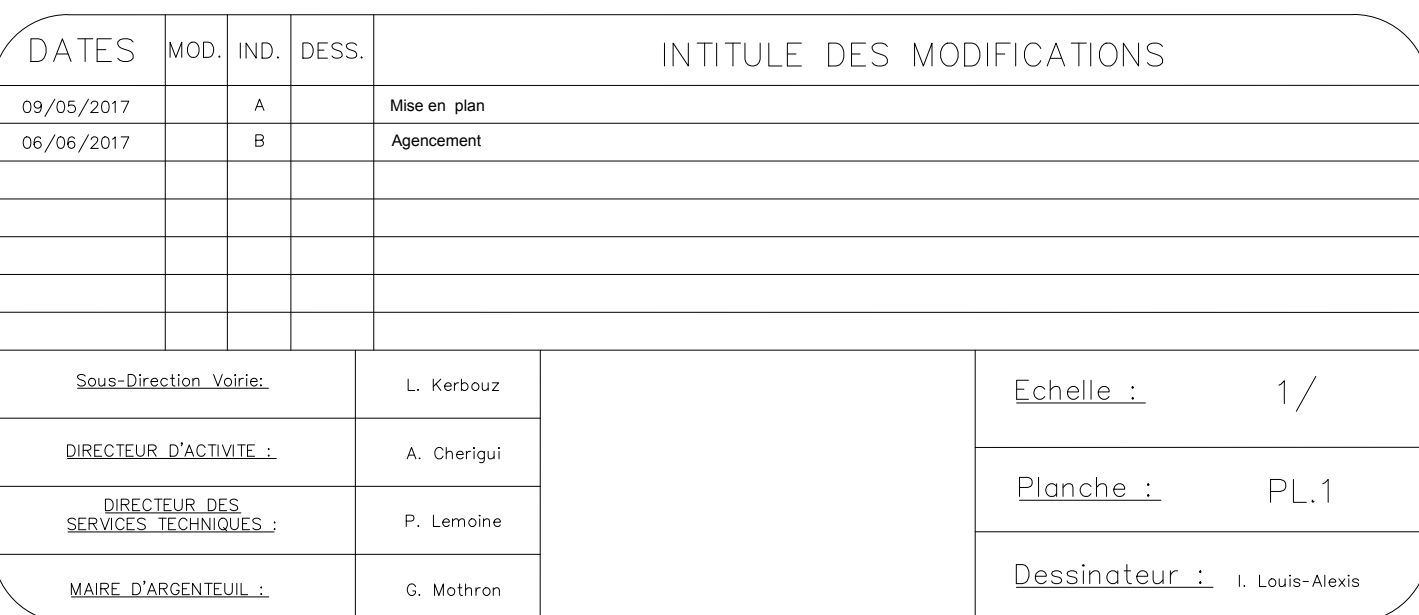 DATES MOD. IND. DESS. INTITULE DES MODIFICATIONS
09/05/2017 A Mise en plan
06/06/2017 B Agencement
Sous-Direction Voirie: L. Kerbouz
DIRECTEUR D'ACTIVITE : A. Cherigui
DIRECTEUR DES
SERVICES TECHNIQUES : P. Lemoine
MAIRE D'ARGENTEUIL : G. Mothron
Echelle : 1/
Planche : PL.1
Dessinateur : I. Louis-Alexis